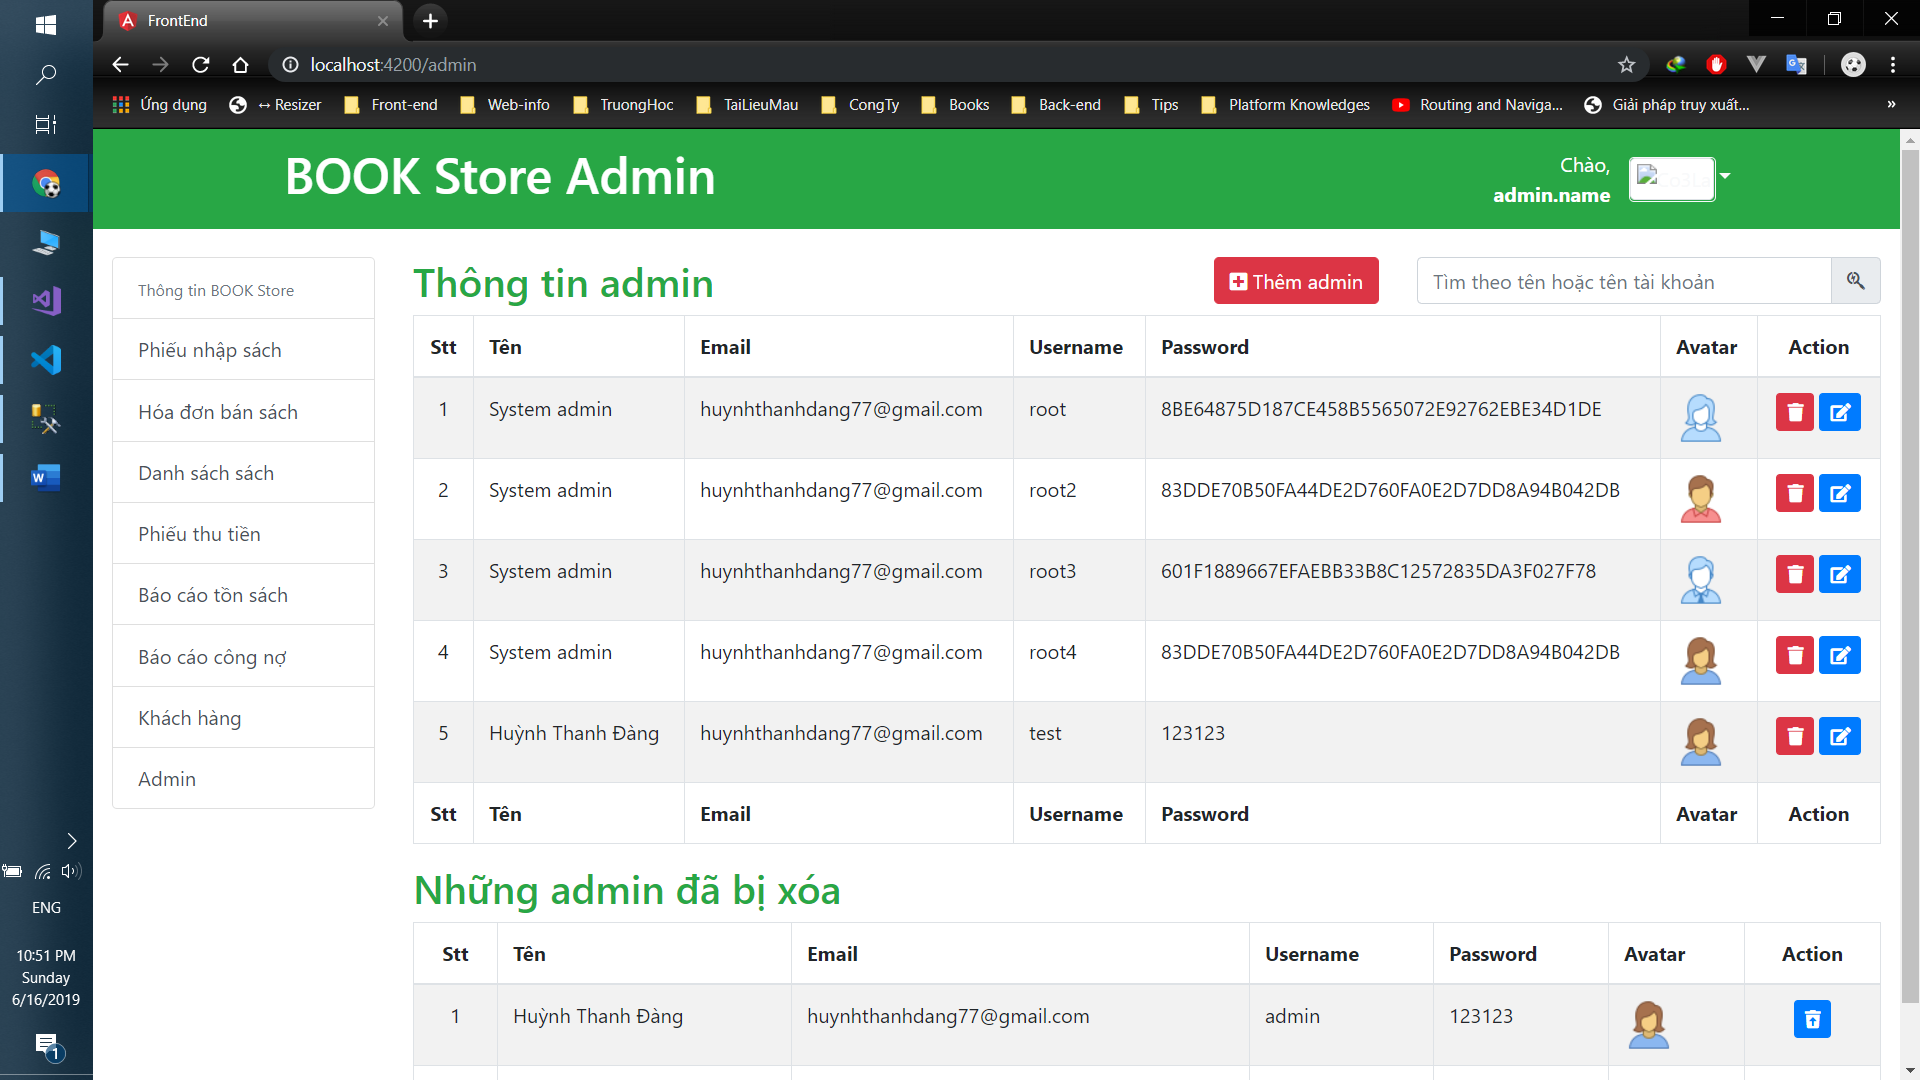 FrontEnd
localhost:4200/admin
Ứng dụng
↔ Resizer
Front-end
Web-info
TruongHoc
TaiLieuMau
CongTy
Books
Back-end
Tips
Platform Knowledges
Routing and Naviga...
Giải pháp truy xuất...
»
BOOK Store Admin
Chào,
admin.name
Thông tin BOOK Store
Phiếu nhập sách
Hóa đơn bán sách
Danh sách sách
Phiếu thu tiền
Báo cáo tồn sách
Báo cáo công nợ
Khách hàng
Admin
Thông tin admin
Thêm admin
Tìm theo tên hoặc tên tài khoản
Stt Tên Email Username Password Avatar Action
1 System admin huynhthanhdang77@gmail.com root 8BE64875D187CE458B5565072E92762EBE34D1DE
2 System admin huynhthanhdang77@gmail.com root2 83DDE70B50FA44DE2D760FA0E2D7DD8A94B042DB
3 System admin huynhthanhdang77@gmail.com root3 601F1889667EFAEBB33B8C12572835DA3F027F78
4 System admin huynhthanhdang77@gmail.com root4 83DDE70B50FA44DE2D760FA0E2D7DD8A94B042DB
5 Huỳnh Thanh Đàng huynhthanhdang77@gmail.com test 123123
Stt Tên Email Username Password Avatar Action
Những admin đã bị xóa
Stt Tên Email Username Password Avatar Action
1 Huỳnh Thanh Đàng huynhthanhdang77@gmail.com admin 123123
ENG
10:51 PM
Sunday
6/16/2019
1